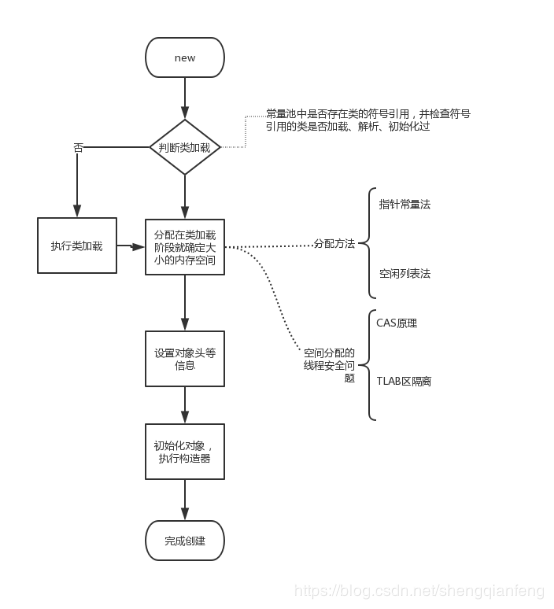 new
常量池中是否存在类的符号引用，并检查符号
引用的类是否加载、解析、初始化过
判断类加载
否
执行类加载
分配在类加载
阶段就确定大
小的内存空间
分配方法
指针常量法
空闲列表法
设置对象头等
信息
空间分配的
线程安全问
题
CAS原理
TLAB区隔离
初始化对象，
执行构造器
完成创建
https://blog.csdn.net/shengqianfeng